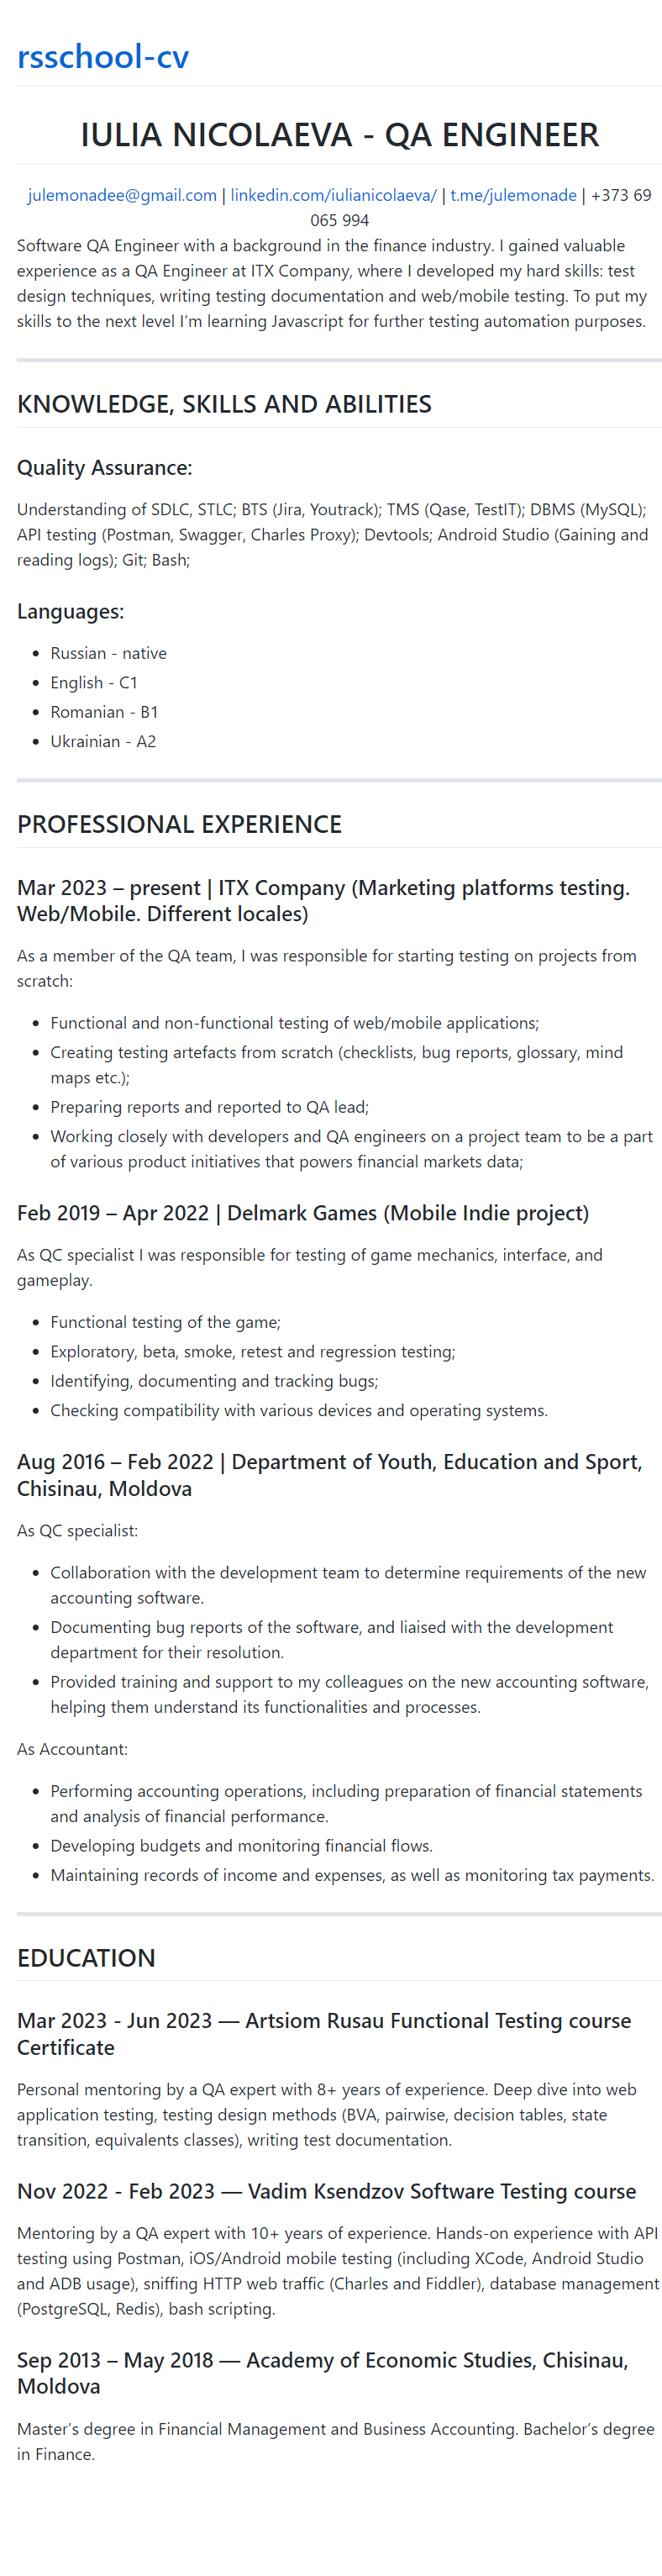 rsschool-cv
IULIA NICOLAEVA - QA ENGINEER
julemonadee@gmail.com | linkedin.com/iulianicolaeva/ | t.me/julemonade | +373 69
065 994
Software QA Engineer with a background in the finance industry. I gained valuable
experience as a QA Engineer at ITX Company, where I developed my hard skills: test
design techniques, writing testing documentation and web/mobile testing. To put my
skills to the next level I’m learning Javascript for further testing automation purposes.
KNOWLEDGE, SKILLS AND ABILITIES
Quality Assurance:
Understanding of SDLC, STLC; BTS (Jira, Youtrack); TMS (Qase, TestIT); DBMS (MySQL);
API testing (Postman, Swagger, Charles Proxy); Devtools; Android Studio (Gaining and
reading logs); Git; Bash;
Languages:
• Russian - native
• English - C1
• Romanian - B1
• Ukrainian - A2
PROFESSIONAL EXPERIENCE
Mar 2023 – present | ITX Company (Marketing platforms testing.
Web/Mobile. Different locales)
As a member of the QA team, I was responsible for starting testing on projects from
scratch:
• Functional and non-functional testing of web/mobile applications;
• Creating testing artefacts from scratch (checklists, bug reports, glossary, mind
maps etc.);
• Preparing reports and reported to QA lead;
• Working closely with developers and QA engineers on a project team to be a part
of various product initiatives that powers financial markets data;
Feb 2019 – Apr 2022 | Delmark Games (Mobile Indie project)
As QC specialist I was responsible for testing of game mechanics, interface, and
gameplay.
• Functional testing of the game;
• Exploratory, beta, smoke, retest and regression testing;
• Identifying, documenting and tracking bugs;
• Checking compatibility with various devices and operating systems.
Aug 2016 – Feb 2022 | Department of Youth, Education and Sport,
Chisinau, Moldova
As QC specialist:
• Collaboration with the development team to determine requirements of the new
accounting software.
• Documenting bug reports of the software, and liaised with the development
department for their resolution.
• Provided training and support to my colleagues on the new accounting software,
helping them understand its functionalities and processes.
As Accountant:
• Performing accounting operations, including preparation of financial statements
and analysis of financial performance.
• Developing budgets and monitoring financial flows.
• Maintaining records of income and expenses, as well as monitoring tax payments.
EDUCATION
Mar 2023 - Jun 2023 — Artsiom Rusau Functional Testing course
Certificate
Personal mentoring by a QA expert with 8+ years of experience. Deep dive into web
application testing, testing design methods (BVA, pairwise, decision tables, state
transition, equivalents classes), writing test documentation.
Nov 2022 - Feb 2023 — Vadim Ksendzov Software Testing course
Mentoring by a QA expert with 10+ years of experience. Hands-on experience with API
testing using Postman, iOS/Android mobile testing (including XCode, Android Studio
and ADB usage), sniffing HTTP web traffic (Charles and Fiddler), database management
(PostgreSQL, Redis), bash scripting.
Sep 2013 – May 2018 — Academy of Economic Studies, Chisinau,
Moldova
Master’s degree in Financial Management and Business Accounting. Bachelor’s degree
in Finance.